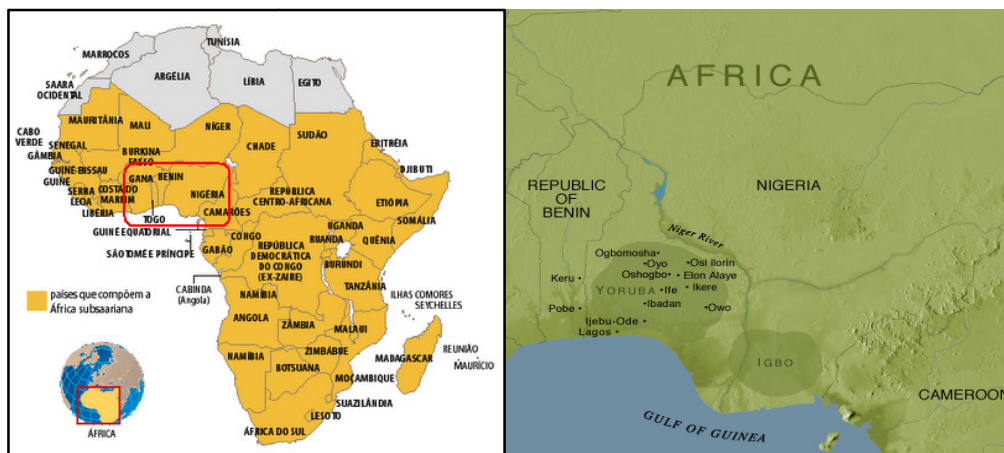 TUNÍSIA
MARROCOS
ARGÉLIA
LÍBIA
EGITO
SAARA
OCIDENTAL
MAURITÂNIA
MALI
NÍGER
CHADE
SUDÃO
ERITRÉIA
CABO
VERDE
SENEGAL
GÂMBIA
BURKINA
FASSO
DJIBUTI
GUINÉ-BISSAU
GUINÉ
GANA
BENIN
NIGÉRIA
SERRA
LEOA
COSTA DO
MARFIM
LIBÉRIA
TOGO
CAMARÕES
REPÚBLICA
CENTRO-AFRICANA
ETIÓPIA
SOMÁLIA
GUINÉ EQUATORIAL
SÃO TOMÉ E PRÍNCIPE
GABÃO
CONGO
REPÚBLICA
DEMOCRÁTICA
DO CONGO
(EX-ZAIRE)
UGANDA
RUANDA
QUÊNIA
BURUNDI
TANZÂNIA
CABINDA
(Angola)
NAMÍBIA
ILHAS COMORES
SEYCHELLES
ANGOLA
ZÂMBIA
MALAUI
NAMÍBIA
ZIMBÁBUE
BOTSUANA
MOÇAMBIQUE
MADAGASCAR
REUNIÃO
MAURÍCIO
SUAZILÂNDIA
LESOTO
ÁFRICA DO SUL
países que compõem a
África subsaariana
ÁFRICA
AFRICA
REPUBLIC
OF
BENIN
NIGERIA
Niger River
Ogbomosha
Oyo
Osi Ilorin
Oshogbo
Elon Alaye
Keru
YORUBA
Ife
Ikere
Pobe
Ibadan
Owo
Ijebu-Ode
Lagos
IGBO
CAMEROON
GULF OF GUINEA